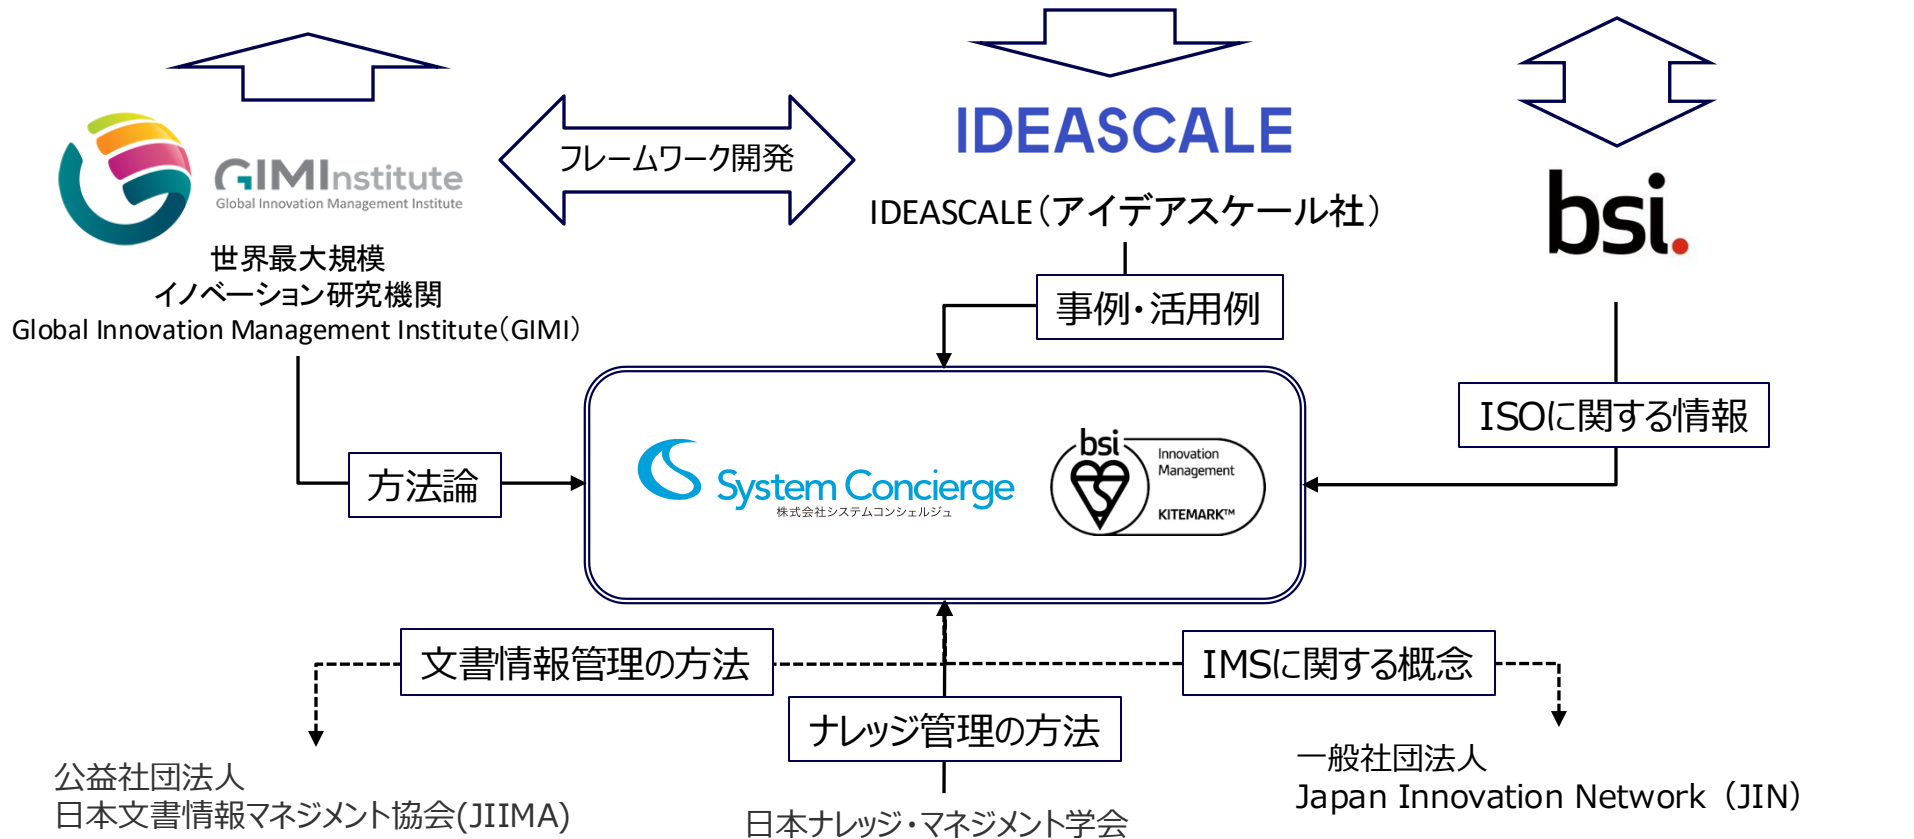 フレームワーク開発
GIMInstitute
Global Innovation Management Institute
世界最大規模
イノベーション研究機関
Global Innovation Management Institute(GIMI)
IDEASCALE
IDEASCALE(アイデアスケール社)
事例・活用例
bsi.
ISOに関する情報
方法論
System Concierge
株式会社システムコンシェルジュ
bsi
Innovation
Management
KITEMARK™
文書情報管理の方法
IMSに関する概念
ナレッジ管理の方法
公益社団法人
日本文書情報マネジメント協会(JIIMA)
日本ナレッジ・マネジメント学会
一般社団法人
Japan Innovation Network (JIN)